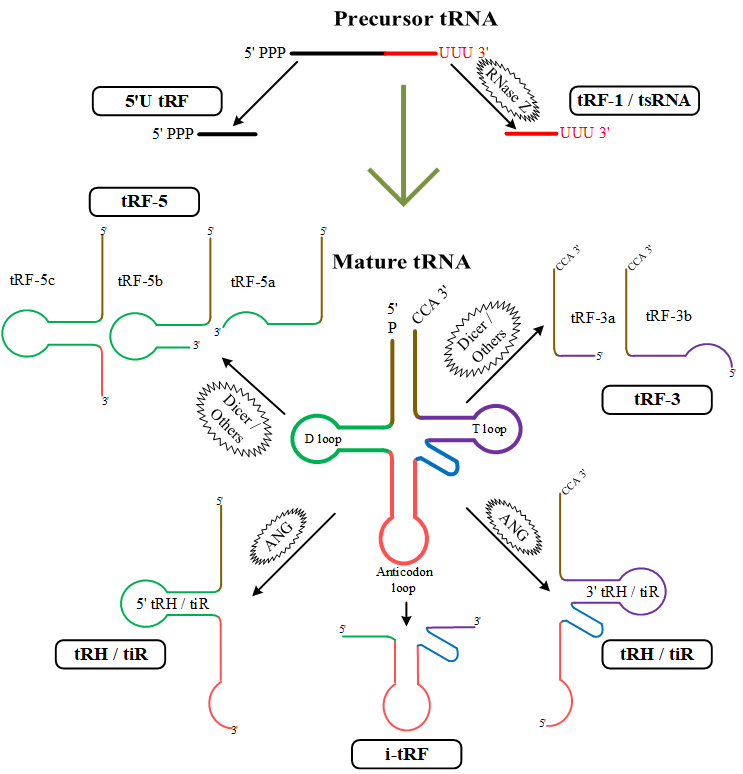 Precursor tRNA
5' PPP
UUU 3'
RNase Z
5'U tRF
tRF-1 / tsRNA
5' PPP
UUU 3'
tRF-5
5'
5'
5'
tRF-5c
tRF-5b
tRF-5a
3'
3'
3'
Mature tRNA
5'
P
CCA 3'
Dicer /
Others
CCA 3'
CCA 3'
tRF-3a
tRF-3b
5'
5'
tRF-3
Dicer /
Others
D loop
T loop
Anticodon
loop
ANG
ANG
5'
5' tRH / tiR
3'
tRH / tiR
CCA 3'
3' tRH / tiR
5'
tRH / tiR
5'
3'
i-tRF